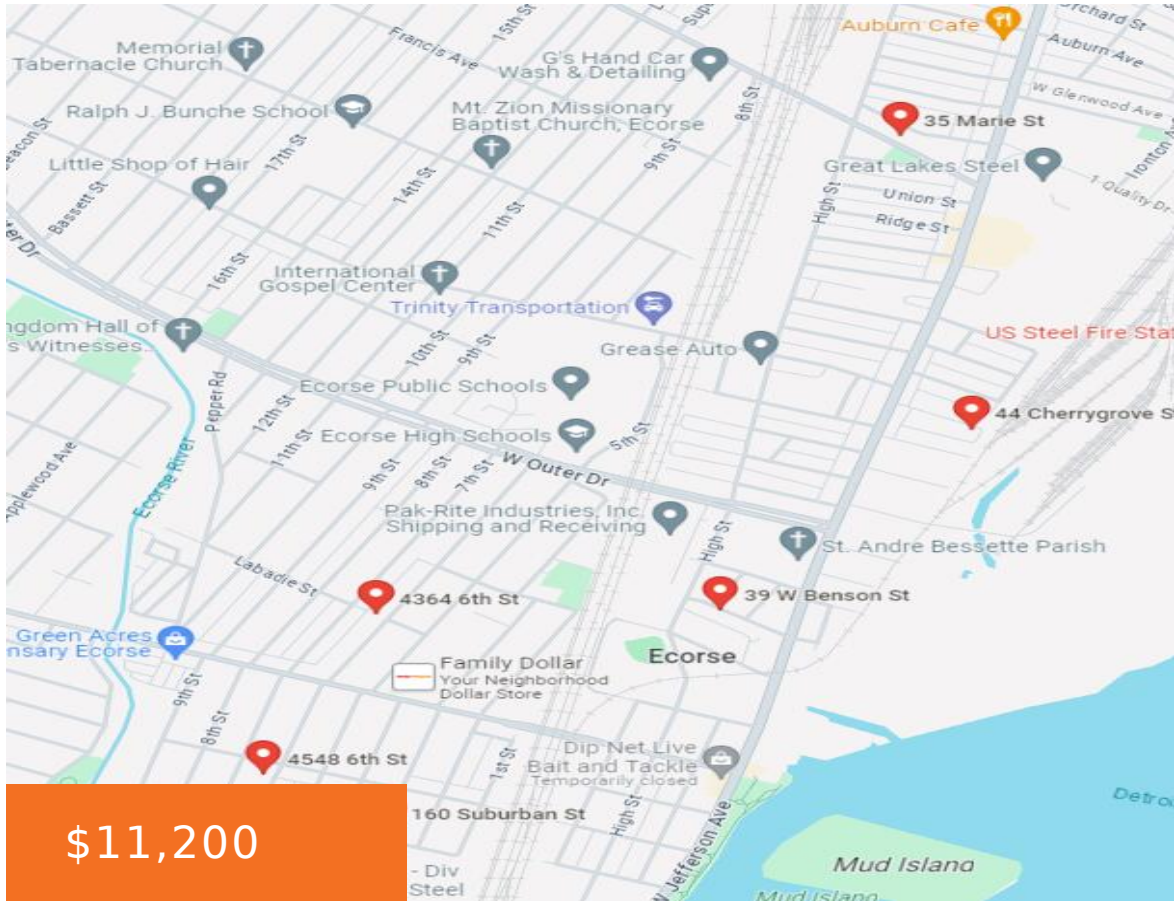 Memorial
Tabernacle Church
15th St
Francis Ave
Auburn Cafe
Orchard St
Auburn Ave
G's Hand Car
Wash & Detailing
Ralph J. Bunche School
Mt. Zion Missionary
Baptist Church, Ecorse
8th St
W Glenwood Ave
35 Marie St
Little Shop of Hair
17th St
14th St
9th St
Great Lakes Steel
1 Quality Dr
Bassett St
11th St
High St
Union St
Ridge St
16th St
International
Gospel Center
Trinity Transportation
ngdom Hall of
s Witnesses...
10th St
9th St
Grease Auto
US Steel Fire Sta
Ecorse Public Schools
Pepper Rd
12th St
44 Cherrygrove S
Ecorse High Schools
5th St
11th St
9th St
8th St
7th St
W Outer Dr
Applewood Ave
Ecorse River
Pak-Rite Industries, Inc
Shipping and Receiving
High St
St. Andre Bessette Parish
Labadie St
4364 6th St
39 W Benson St
Green Acres
nsary Ecorse
Ecorse
Family Dollar
Your Neighborhood
Dollar Store
9th St
8th St
4548 6th St
1st St
Dip Net Live
Bait and Tackle
Temporarily closed
High St
160 Suburban St
$11,200
- Div
Steel
W Jefferson Ave
Detro
Mud Island
Mud Island